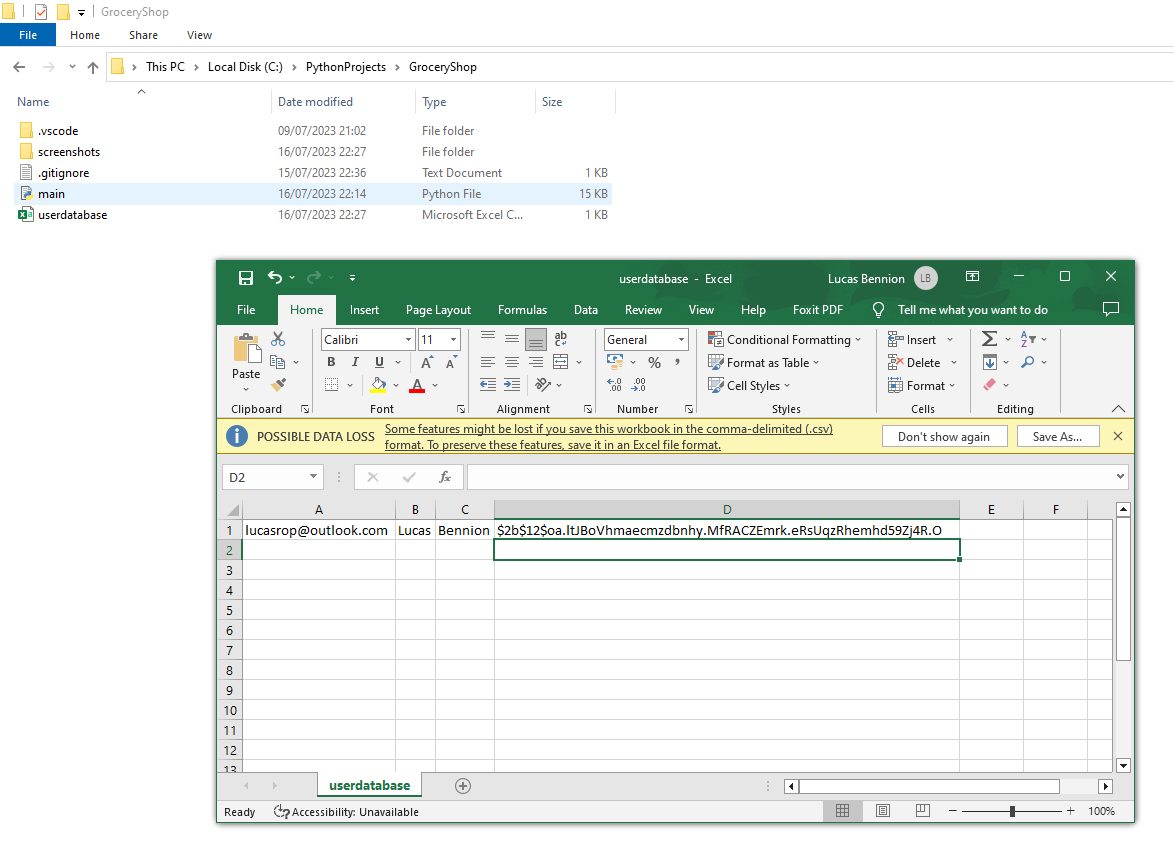 GroceryShop
File Home Share View
This PC Local Disk (C:) PythonProjects GroceryShop
Name Date modified Type Size
.vscode 09/07/2023 21:02 File folder
screenshots 16/07/2023 22:27 File folder
.gitignore 15/07/2023 22:36 Text Document 1 KB
main 16/07/2023 22:14 Python File 15 KB
userdatabase 16/07/2023 22:27 Microsoft Excel C... 1 KB
userdatabase - Excel Lucas Bennion LB
File Home Insert Page Layout Formulas Data Review View Help Foxit PDF Tell me what you want to do
Paste
Calibri 11
B I U A A
A
ab
General
% ,
Conditional Formatting
Format as Table
Cell Styles
Insert
Delete
Format
Clipboard Font Alignment Number Styles Cells Editing
POSSIBLE DATA LOSS Some features might be lost if you save this workbook in the comma-delimited (.csv)
format. To preserve these features, save it in an Excel file format.
Don't show again Save As...
D2 fx
A B C D E F
1 lucasrop@outlook.com Lucas Bennion $2b$12$oa.ltJBoVhmaecmzdbnhy.MfRACZEmrk.eRsUqzRhemhd59Zj4R.O
2
3
4
5
6
7
8
9
10
11
12
13
userdatabase
Ready Accessibility: Unavailable 100%